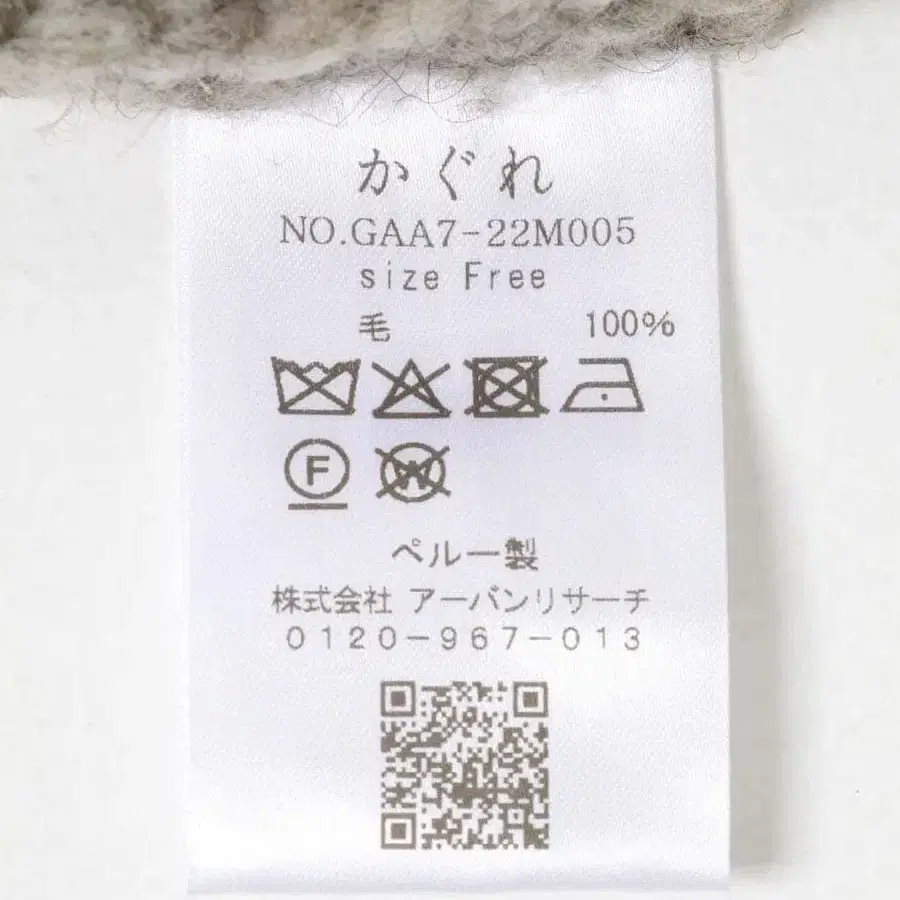 かぐれ
NO.GAA7-22M005
size Free
毛 100%
F W
ペルー製
株式会社 アーバンリサーチ
0120-967-013